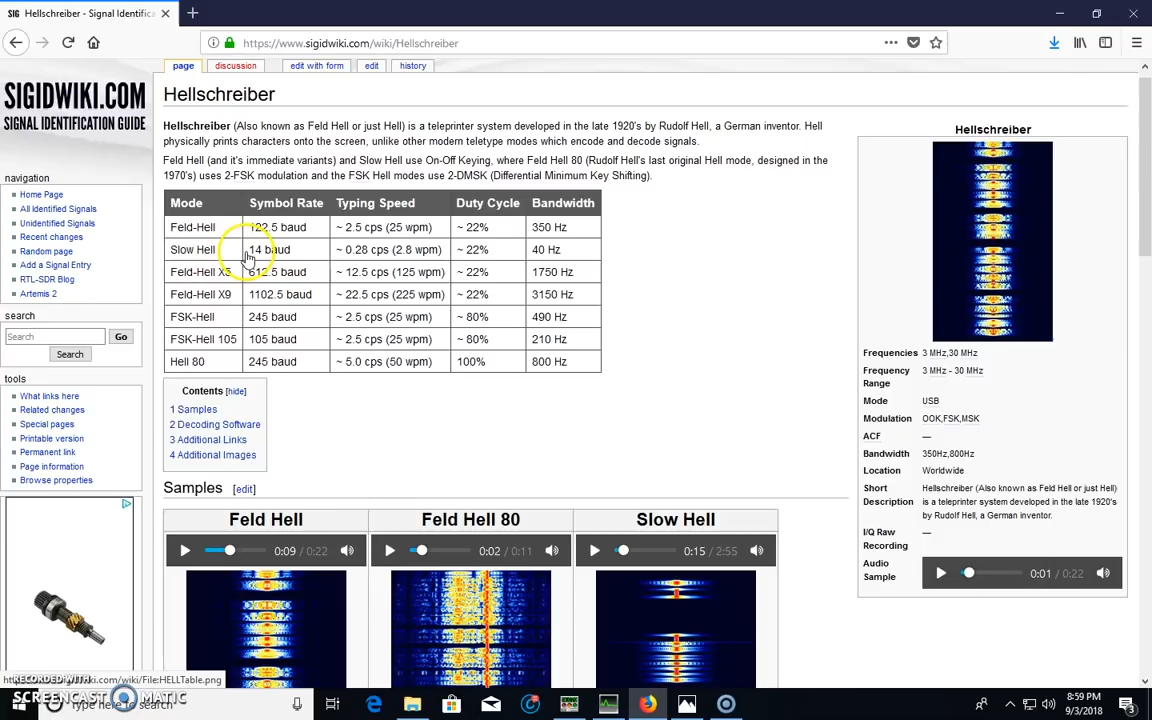 SIG Hellschreiber - Signal Identifica
https://www.sigidwiki.com/wiki/Hellschreiber
SIGIDWIKI.COM
SIGNAL IDENTIFICATION GUIDE
navigation
Home Page
All Identified Signals
Unidentified Signals
Recent changes
Random page
Add a Signal Entry
RTL-SDR Blog
Artemis 2
search
Search
Go
Search
tools
What links here
Related changes
Special pages
Printable version
Permanent link
Page information
Browse properties
page discussion edit with form edit history
Hellschreiber
Hellschreiber (Also known as Feld Hell or just Hell) is a teleprinter system developed in the late 1920's by Rudolf Hell, a German inventor. Hell
physically prints characters onto the screen, unlike other modern teletype modes which encode and decode signals.
Feld Hell (and it's immediate variants) and Slow Hell use On-Off Keying, where Feld Hell 80 (Rudolf Hell's last original Hell mode, designed in the
1970's) uses 2-FSK modulation and the FSK Hell modes use 2-DMSK (Differential Minimum Key Shifting).
Mode Symbol Rate Typing Speed Duty Cycle Bandwidth
Feld-Hell 122.5 baud ~ 2.5 cps (25 wpm) ~ 22% 350 Hz
Slow Hell 14 baud ~ 0.28 cps (2.8 wpm) ~ 22% 40 Hz
Feld-Hell X5 612.5 baud ~ 12.5 cps (125 wpm) ~ 22% 1750 Hz
Feld-Hell X9 1102.5 baud ~ 22.5 cps (225 wpm) ~ 22% 3150 Hz
FSK-Hell 245 baud ~ 2.5 cps (25 wpm) ~ 80% 490 Hz
FSK-Hell 105 105 baud ~ 2.5 cps (25 wpm) ~ 80% 210 Hz
Hell 80 245 baud ~ 5.0 cps (50 wpm) 100% 800 Hz
Contents [hide]
1 Samples
2 Decoding Software
3 Additional Links
4 Additional Images
Samples [edit]
Feld Hell Feld Hell 80 Slow Hell
0:09 / 0:22 0:02 / 0:11 0:15 / 2:55
Hellschreiber
Frequencies 3 MHz,30 MHz
Frequency Range 3 MHz - 30 MHz
Mode USB
Modulation OOK,FSK,MSK
ACF —
Bandwidth 350Hz,800Hz
Location Worldwide
Short Description Hellschreiber (Also known as Feld Hell or just Hell)
is a teleprinter system developed in the late 1920's
by Rudolf Hell, a German inventor.
I/Q Raw Recording —
Audio Sample 0:01 / 0:22
wiki/File:HELLTable.png
RECORDED WITH
SCREENCAST MATIC
Type here to search
8:59 PM
9/3/2018
3